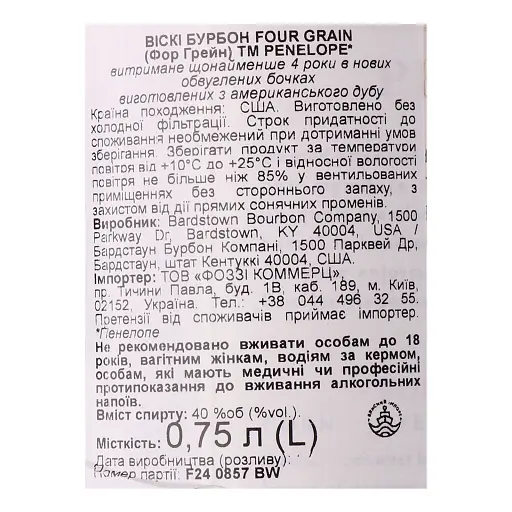 ВІСКІ БУРБОН FOUR GRAIN
(Фор Грейн) ТМ PENELOPE*
витримане щонайменше 4 роки в нових
обвуглених бочках
виготовлених з американського дубу
Країна походження: США. Виготовлено без
холодної фільтрації. Строк придатності до
споживання необмежений при дотриманні умов
зберігання. Зберігати продукт за температури
повітря від +10°С до +25°С і відносної вологості
повітря не більше ніж 85% у вентильованих
приміщеннях без стороннього запаху, з
захистом від дії прямих сонячних променів.
Виробник: Bardstown Bourbon Company, 1500
Parkway Dr, Bardstown, KY 40004, USA /
Бардстаун Бурбон Компані, 1500 Парквей Др,
Бардстаун, штат Кентуккі 40004, США.
Імпортер: ТОВ «ФОЗЗІ КОММЕРЦ»
пр. Тичини Павла, буд. 1В, каб. 189, м. Київ,
02152, Україна. Тел.: +38 044 496 32 55.
Претензії від споживачів приймає імпортер.
*Пенелопе
Не рекомендовано вживати особам до 18
років, вагітним жінкам, водіям за кермом,
особам, які мають медичні чи професійні
протипоказання до вживання алкогольних
напоїв.
Вміст спирту: 40 %об (%vol.).
Місткість: 0,75 л (L)
Дата виробництва (розливу):
Номер партії: F24 0857 BW